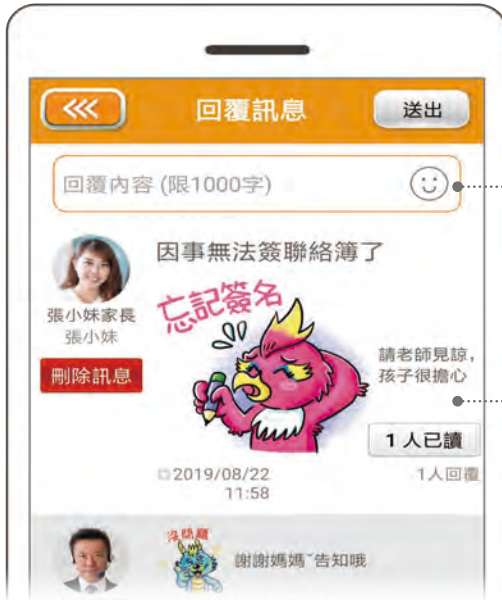 <<<
回覆訊息
送出
回覆內容 (限1000字)
因事無法簽聯絡簿了
忘記簽名
張小妹家長
張小妹
刪除訊息
請老師見諒,
孩子很擔心
1 人已讀
2019/08/22
11:58
1人回覆
沒問題
謝謝媽媽~告知哦